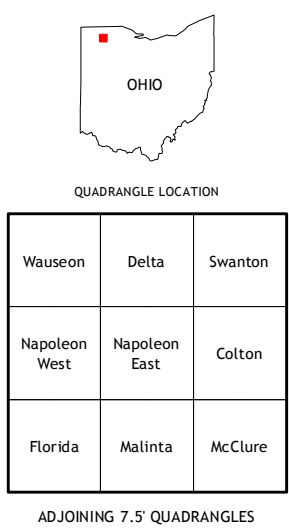 OHIO
QUADRANGLE LOCATION
Wauseon
Delta
Swanton
Napoleon
West
Napoleon
East
Colton
Florida
Malinta
McClure
ADJOINING 7.5' QUADRANGLES